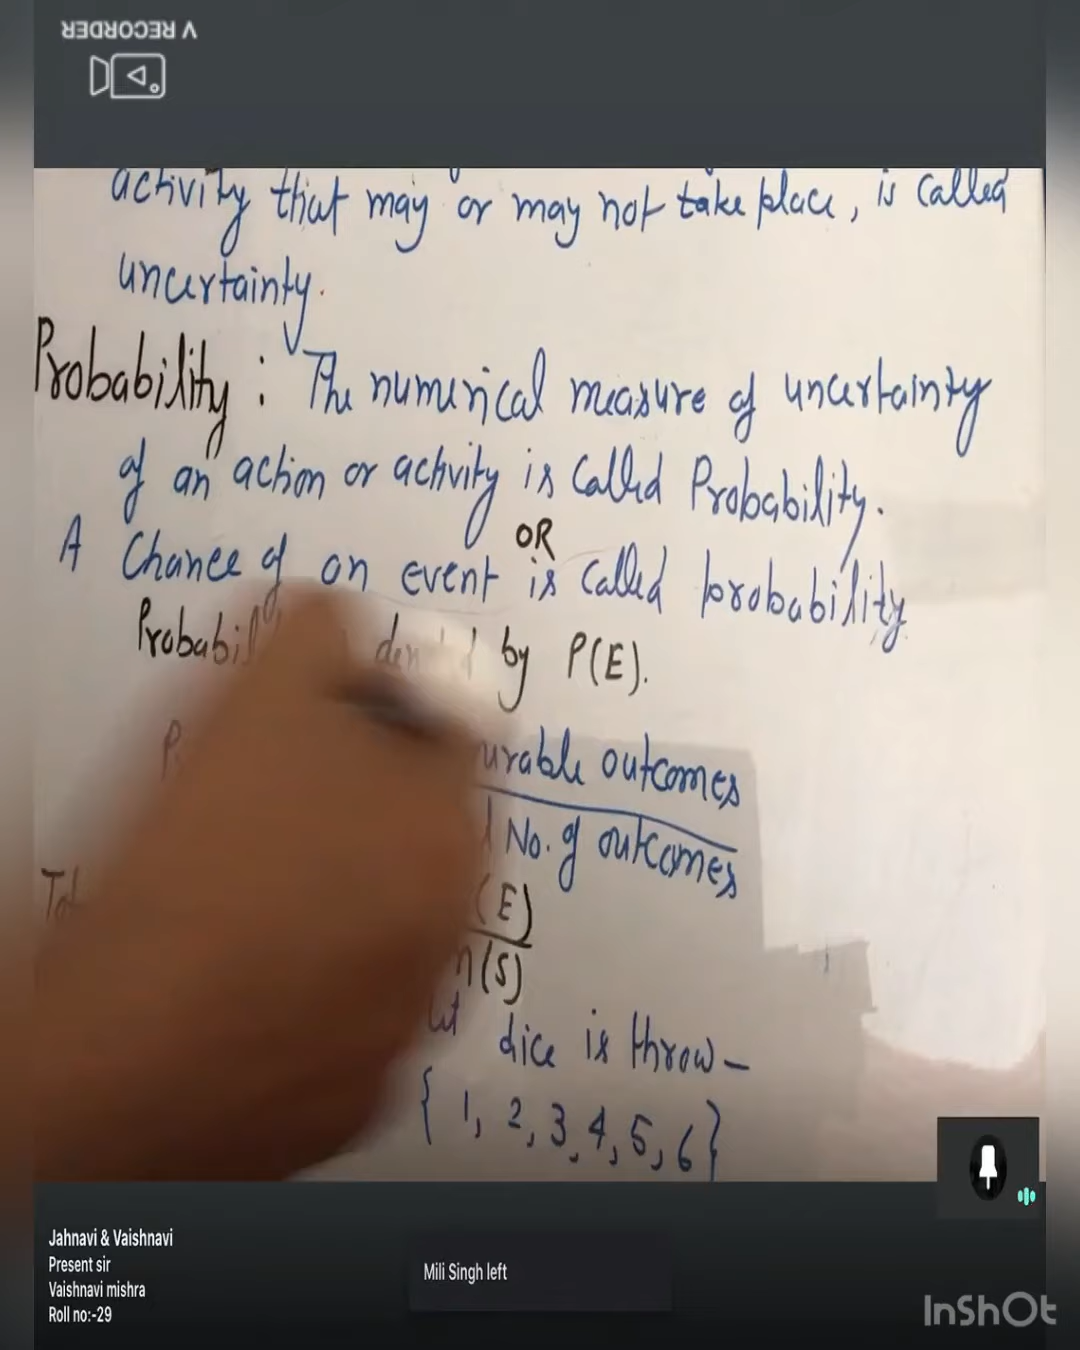 V RECORDER
activity that may or may not take place, is called
uncertainty.
Probability : The numerical measure of uncertainty
of an action or activity is called Probability.
OR
A Chance of an event is called probability
by P(E).
outcomes
No. of outcomes
(E)
n(S)
dice is throw -
{ 1, 2, 3, 4, 5, 6 }
Jahnavi & Vaishnavi
Present sir
Vaishnavi mishra
Roll no:-29
Mili Singh left
InShOt